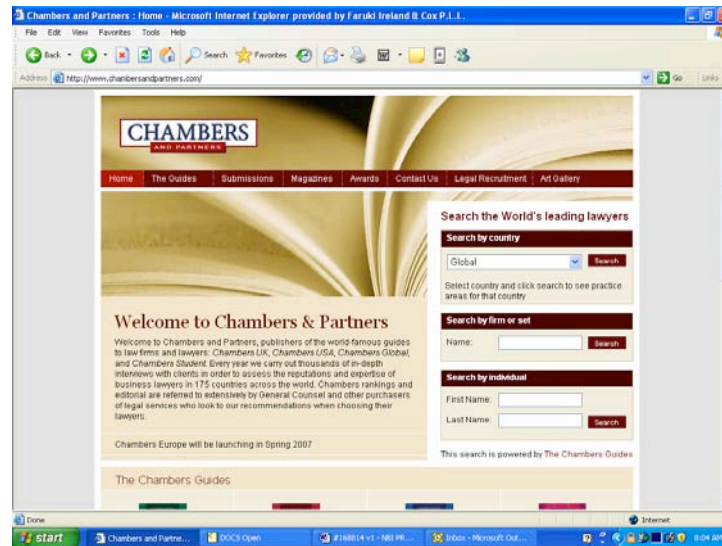 Chambers and Partners : Home - Microsoft Internet Explorer provided by Faruki Ireland & Cox P.L.L.
File Edit View Favorites Tools Help
Back Search Favorites
Address http://www.chambersandpartners.com/ Go Links
CHAMBERS
AND PARTNERS
Home The Guides Submissions Magazines Awards Contact Us Legal Recruitment Art Gallery
Search the World's leading lawyers
Search by country
Global Search
Select country and click search to see practice
areas for that country
Search by firm or set
Name: Search
Search by individual
First Name:
Last Name: Search
This search is powered by The Chambers Guides
Welcome to Chambers & Partners
Welcome to Chambers and Partners, publishers of the world-famous guides
to law firms and lawyers: Chambers UK, Chambers USA, Chambers Global,
and Chambers Student. Every year we carry out thousands of in-depth
interviews with clients in order to assess the reputations and expertise of
business lawyers in 175 countries across the world. Chambers rankings and
editorial are referred to extensively by General Counsel and other purchasers
of legal services who look to our recommendations when choosing their
lawyers.
Chambers Europe will be launching in Spring 2007
The Chambers Guides
Done Internet
start Chambers and Partne... DOCS Open #168814 v1 - NRI PR... Inbox - Microsoft Out... 8:04 AM